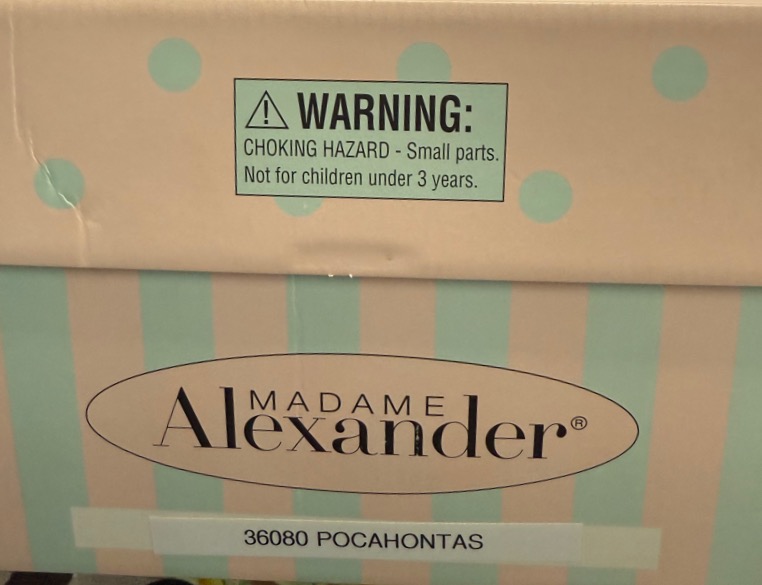 ⚠ WARNING:
CHOKING HAZARD - Small parts.
Not for children under 3 years.
MADAME
Alexander®
36080 POCAHONTAS